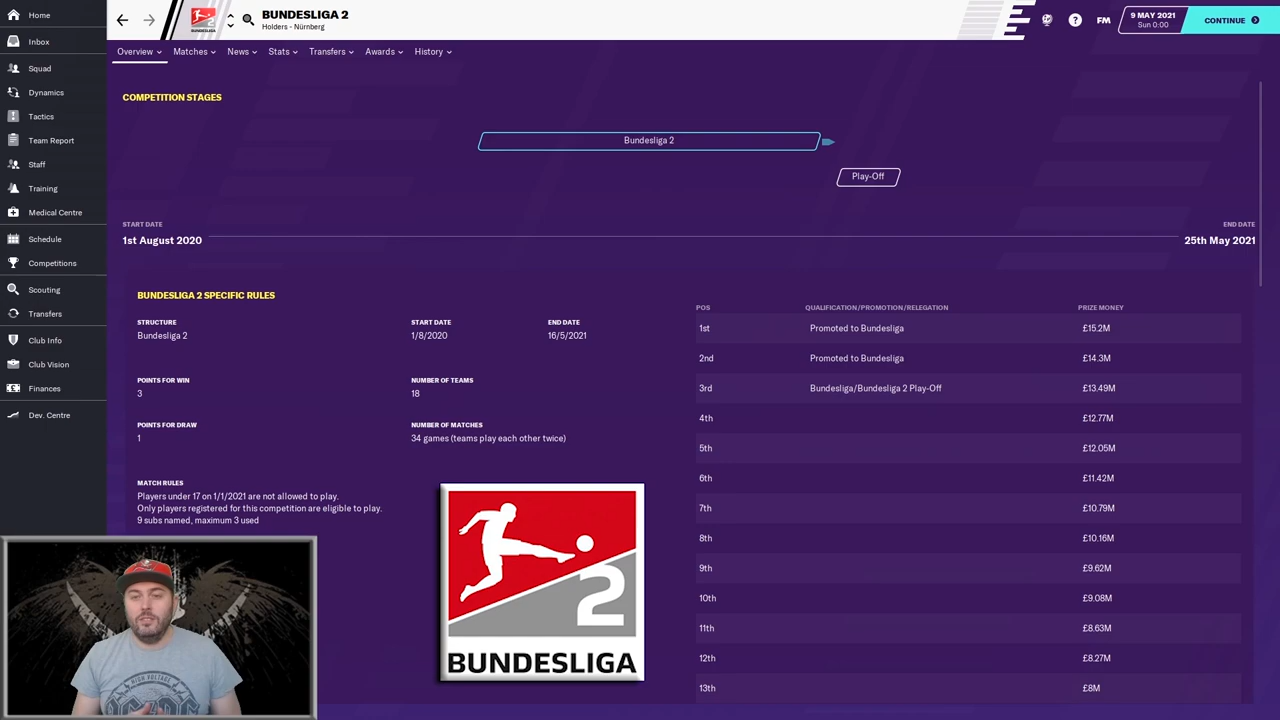 Home
Inbox
Squad
Dynamics
Tactics
Team Report
Staff
Training
Medical Centre
Schedule
Competitions
Scouting
Transfers
Club Info
Club Vision
Finances
Dev. Centre
BUNDESLIGA 2
Holders - Nürnberg
FM
9 MAY 2021
Sun 0:00
CONTINUE
Overview
Matches
News
Stats
Transfers
Awards
History
COMPETITION STAGES
Bundesliga 2
Play-Off
START DATE
1st August 2020
END DATE
25th May 2021
BUNDESLIGA 2 SPECIFIC RULES
STRUCTURE
Bundesliga 2
START DATE
1/8/2020
END DATE
16/5/2021
POINTS FOR WIN
3
NUMBER OF TEAMS
18
POINTS FOR DRAW
1
NUMBER OF MATCHES
34 games (teams play each other twice)
MATCH RULES
Players under 17 on 1/1/2021 are not allowed to play.
Only players registered for this competition are eligible to play.
9 subs named, maximum 3 used
2
BUNDESLIGA
POS QUALIFICATION/PROMOTION/RELEGATION PRIZE MONEY
1st Promoted to Bundesliga £15.2M
2nd Promoted to Bundesliga £14.3M
3rd Bundesliga/Bundesliga 2 Play-Off £13.49M
4th £12.77M
5th £12.05M
6th £11.42M
7th £10.79M
8th £10.16M
9th £9.62M
10th £9.08M
11th £8.63M
12th £8.27M
13th £8M